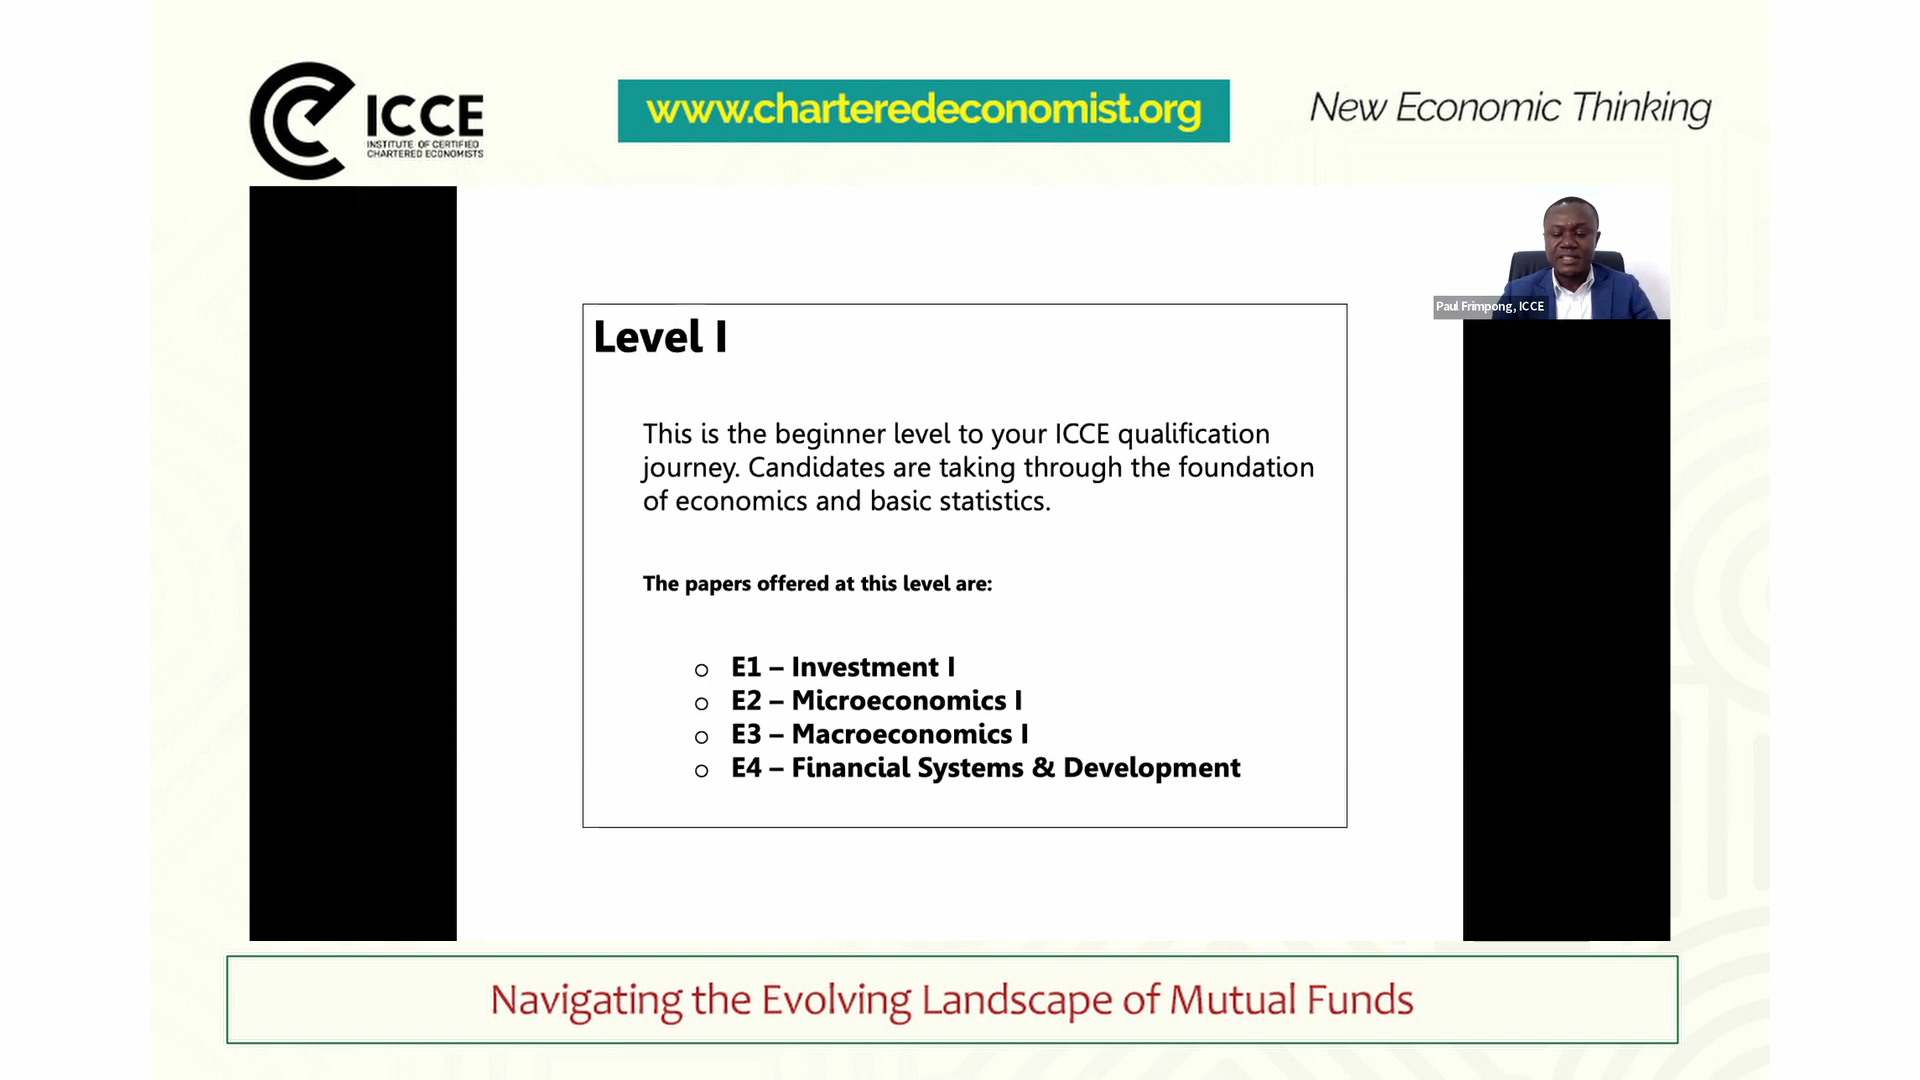 ICCE
INSTITUTE OF CERTIFIED
CHARTERED ECONOMISTS
www.charteredeconomist.org
New Economic Thinking
Paul Frimpong, ICCE
Level I
This is the beginner level to your ICCE qualification
journey. Candidates are taking through the foundation
of economics and basic statistics.
The papers offered at this level are:
o E1 – Investment I
o E2 – Microeconomics I
o E3 – Macroeconomics I
o E4 – Financial Systems & Development
Navigating the Evolving Landscape of Mutual Funds